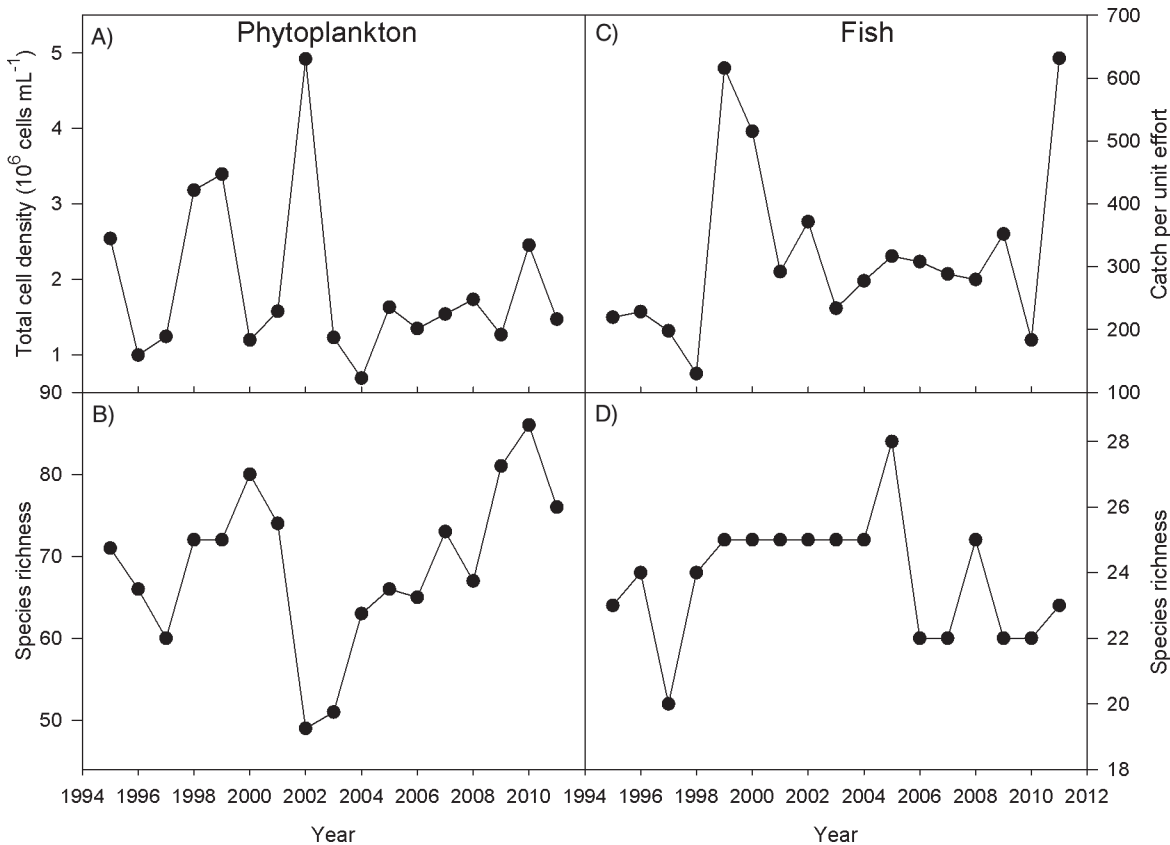 A)
Phytoplankton
Total cell density (10⁶ cells mL⁻¹)
5
4
3
2
1
C)
Fish
700
600
500
400
300
200
100
Catch per unit effort
B)
Species richness
90
80
70
60
50
1994 1996 1998 2000 2002 2004 2006 2008 2010
Year
D)
28
26
24
22
20
18
Species richness
1994 1996 1998 2000 2002 2004 2006 2008 2010 2012
Year